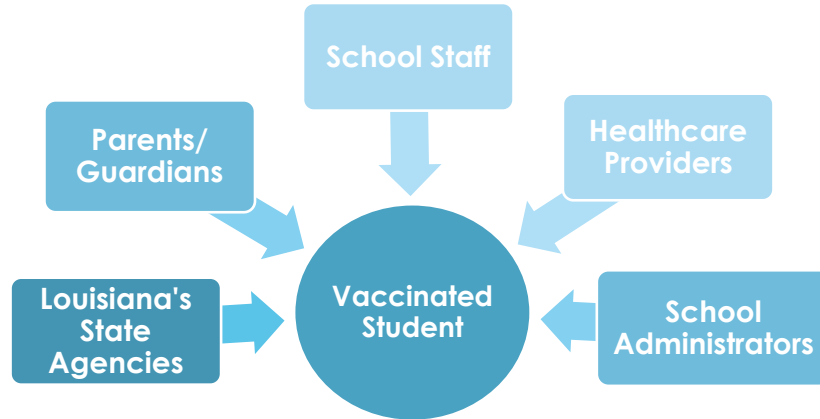 School Staff
Parents/
Guardians
Healthcare
Providers
Louisiana's
State
Agencies
Vaccinated
Student
School
Administrators